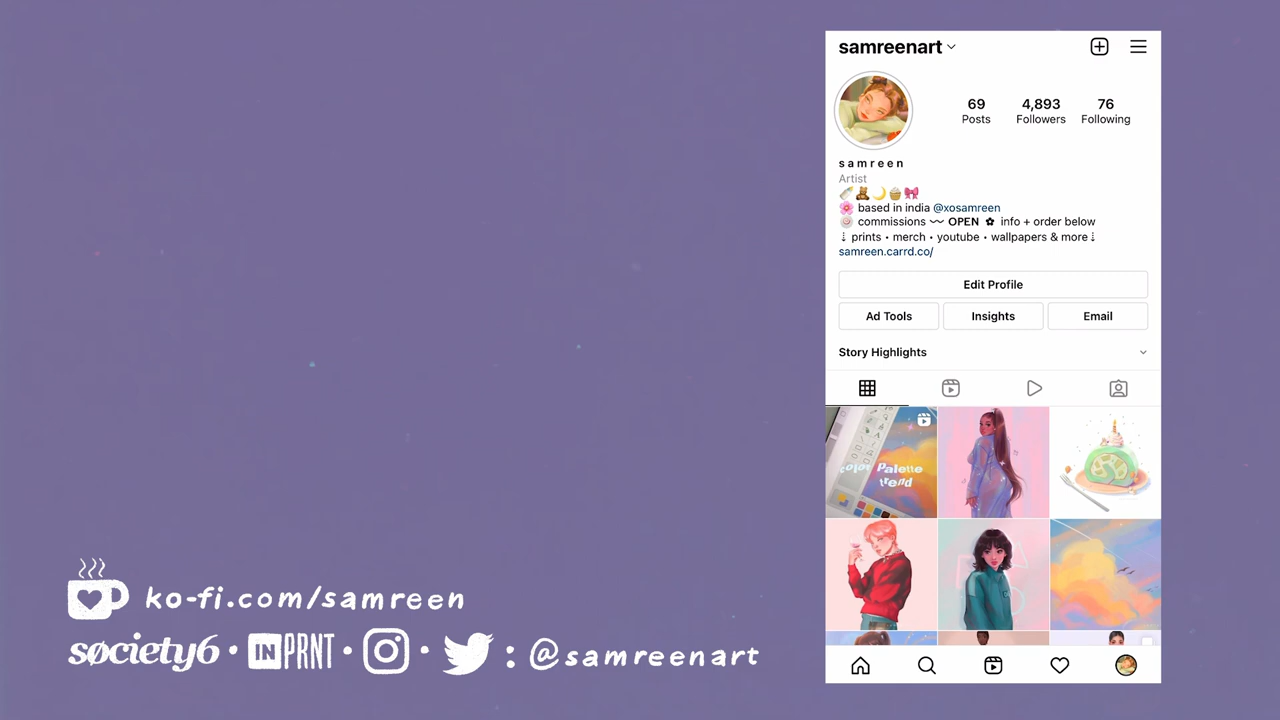 samreenart
69 4,893 76
Posts Followers Following
s a m r e e n
Artist
based in india @xosamreen
commissions 〰 OPEN ✿ info + order below
⇣ prints • merch • youtube • wallpapers & more ⇣
samreen.carrd.co/
Edit Profile
Ad Tools Insights Email
Story Highlights
color Palette
trend
ko-fi.com/samreen
søciety6 • INPRNT • • : @samreenart